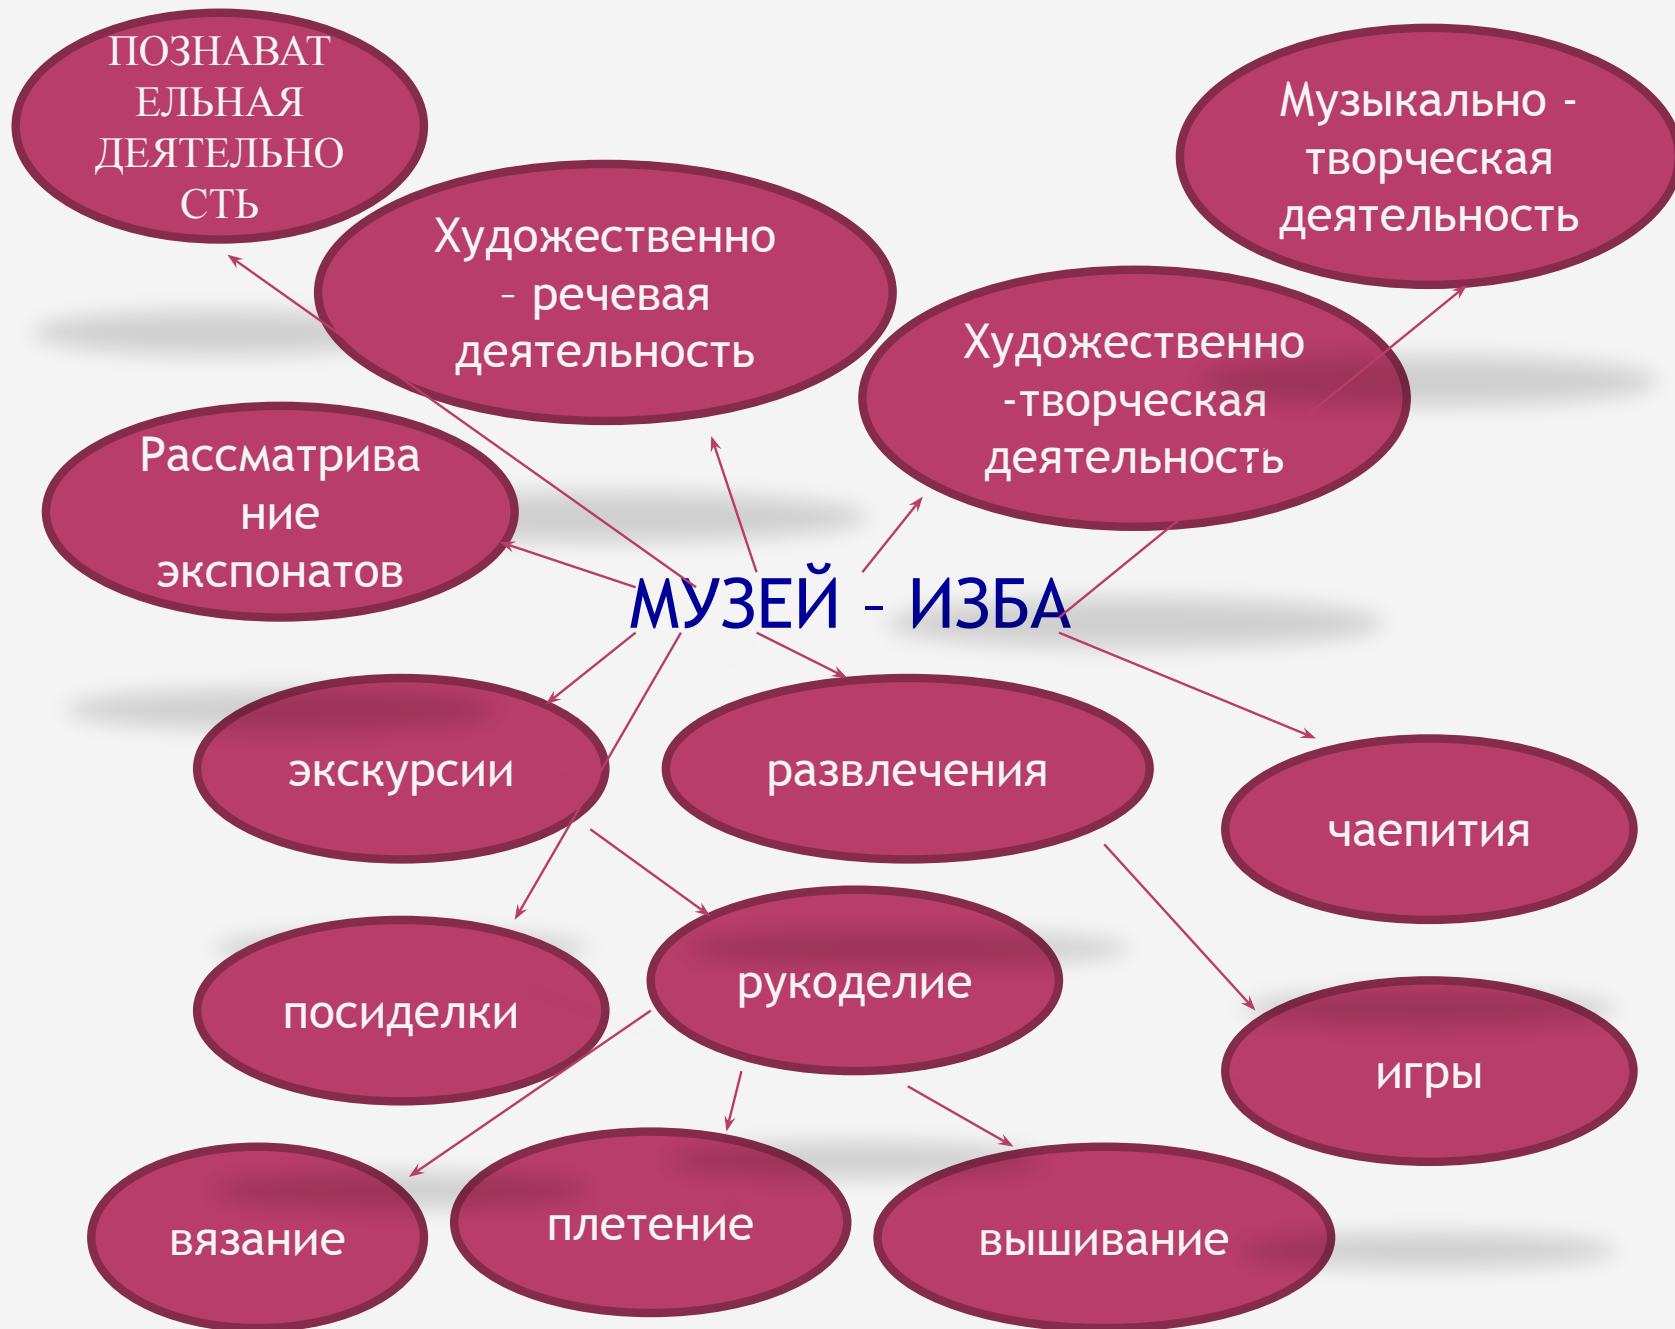 ПОЗНАВАТ
ЕЛЬНАЯ
ДЕЯТЕЛЬНО
СТЬ
Музыкально -
творческая
деятельность
Художественно
- речевая
деятельность
Художественно
-творческая
деятельность
Рассматрива
ние
экспонатов
МУЗЕЙ - ИЗБА
экскурсии
развлечения
чаепития
посиделки
рукоделие
игры
вязание
плетение
вышивание